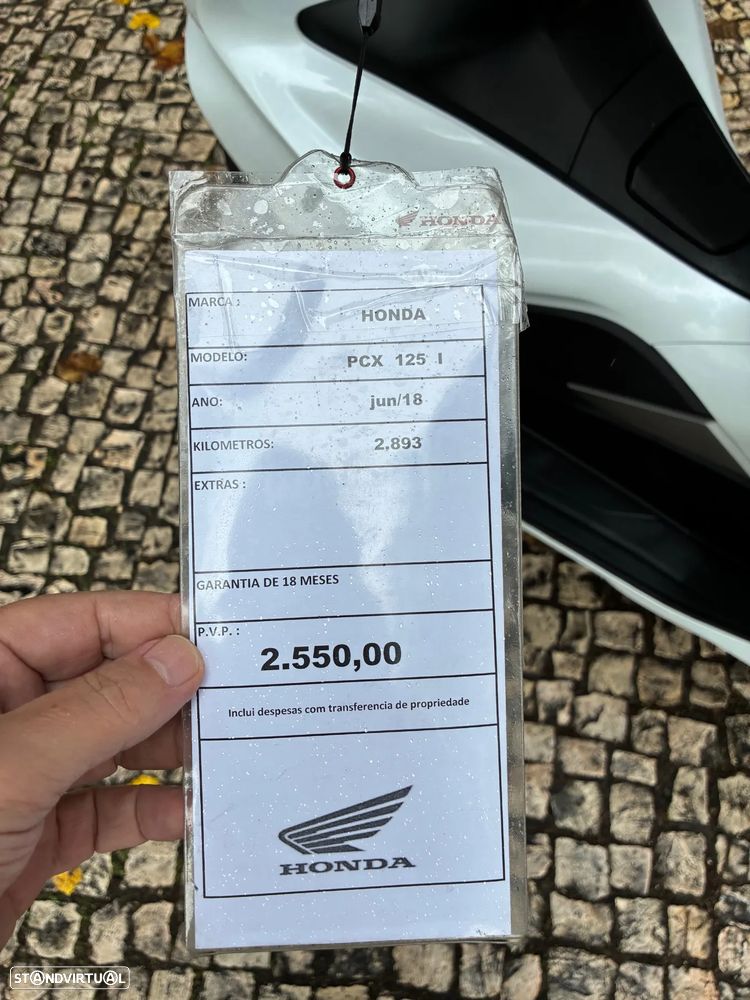 HONDA
MARCA :
HONDA
MODELO:
PCX 125 I
ANO:
jun/18
KILOMETROS:
2,893
EXTRAS :
GARANTIA DE 18 MESES
P.V.P. :
2.550,00
Inclui despesas com transferencia de propriedade
HONDA
STANDVIRTUAL